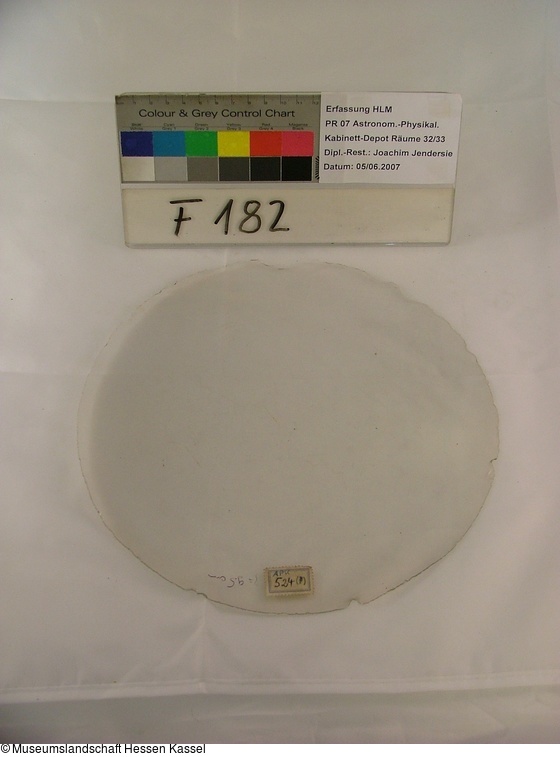 Colour & Grey Control Chart
Erfassung HLM
PR 07 Astronom.-Physikal.
Kabinett-Depot Räume 32/33
Dipl.-Rest.: Joachim Jendersie
Datum: 05/06.2007
F 182
524
© Museumslandschaft Hessen Kassel